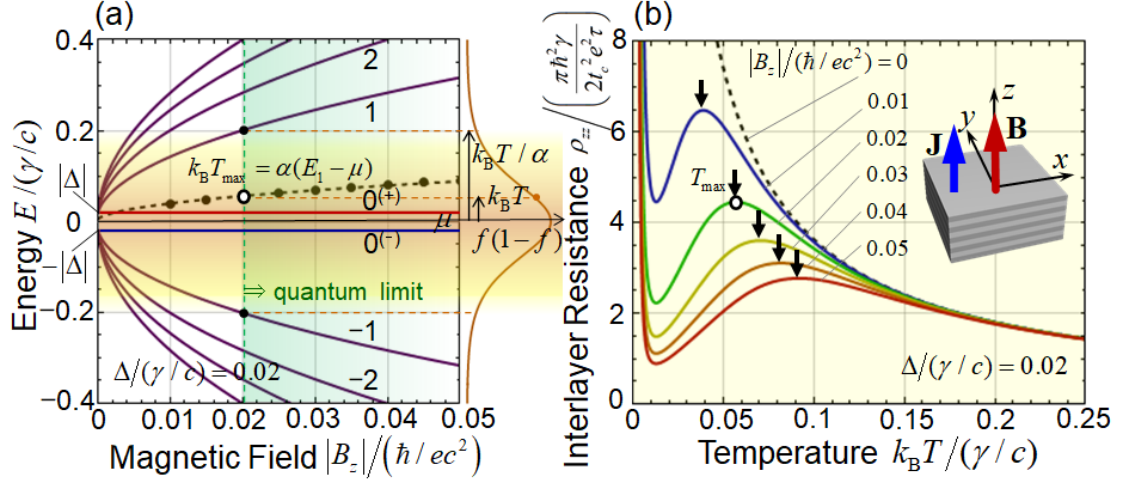 (a)
Energy E/(γ/c)
0.4
0.2
|Δ|
0
−|Δ|
−0.2
−0.4
2
1
k_B T_max = α(E_1 − μ)
0^(+)
μ
0^(-)
⇒ quantum limit
−1
−2
Δ/(γ/c) = 0.02
k_B T/α
k_B T
f(1−f)
0.01 0.02 0.03 0.04 0.05
Magnetic Field |B_z|/(ħ/ec²)
(b)
Interlayer Resistance ρ_zz / (πħ²γ / 2t_c²e²τ)
8
6
4
2
0
|B_z|/(ħ/ec²) = 0
0.01
0.02
0.03
0.04
0.05
T_max
J
B
z
y
x
Δ/(γ/c) = 0.02
0 0.05 0.1 0.15 0.2 0.25
Temperature k_B T/(γ/c)